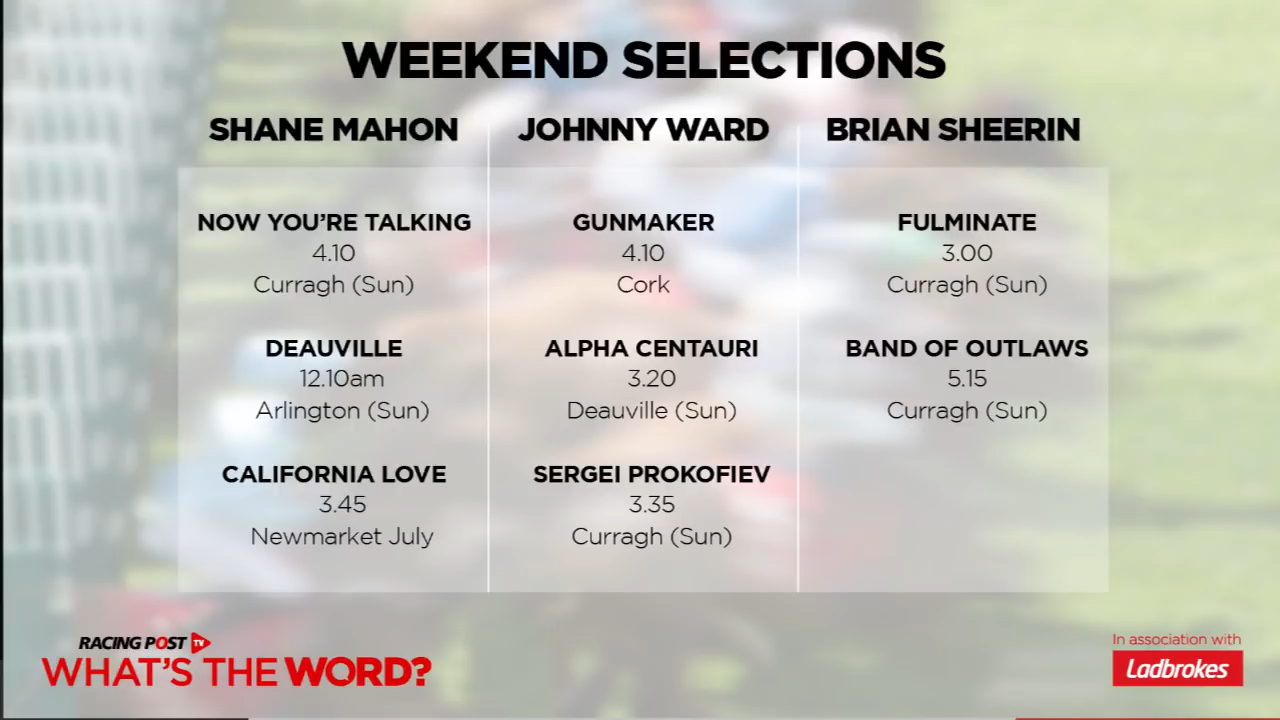 WEEKEND SELECTIONS
SHANE MAHON
NOW YOU'RE TALKING
4.10
Curragh (Sun)
DEAUVILLE
12.10am
Arlington (Sun)
CALIFORNIA LOVE
3.45
Newmarket July
JOHNNY WARD
GUNMAKER
4.10
Cork
ALPHA CENTAURI
3.20
Deauville (Sun)
SERGEI PROKOFIEV
3.35
Curragh (Sun)
BRIAN SHEERIN
FULMINATE
3.00
Curragh (Sun)
BAND OF OUTLAWS
5.15
Curragh (Sun)
RACING POST TV
WHAT'S THE WORD?
In association with
Ladbrokes